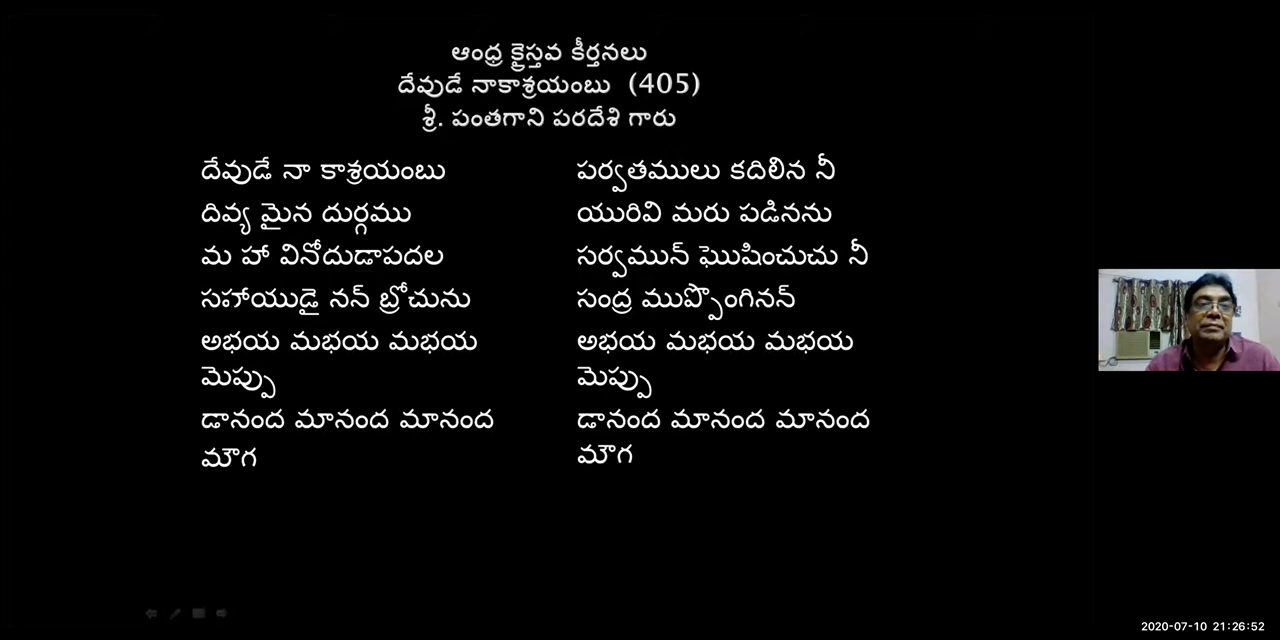 ఆంధ్ర క్రైస్తవ కీర్తనలు
దేవుడే నాకాశ్రయంబు (405)
శ్రీ. పంతగాని పరదేశి గారు
దేవుడే నా కాశ్రయంబు
దివ్య మైన దుర్గము
మ హా వినోదుడాపదల
సహాయుడై నన్ బ్రోచును
అభయ మభయ మభయ
మెప్పు
డానంద మానంద మానంద
మౌగ
పర్వతములు కదిలిన నీ
యురివి మరు పడినను
సర్వమున్ ఘొషించుచు నీ
సంద్ర ముప్పొంగినన్
అభయ మభయ మభయ
మెప్పు
డానంద మానంద మానంద
మౌగ
2020-07-10 21:26:52